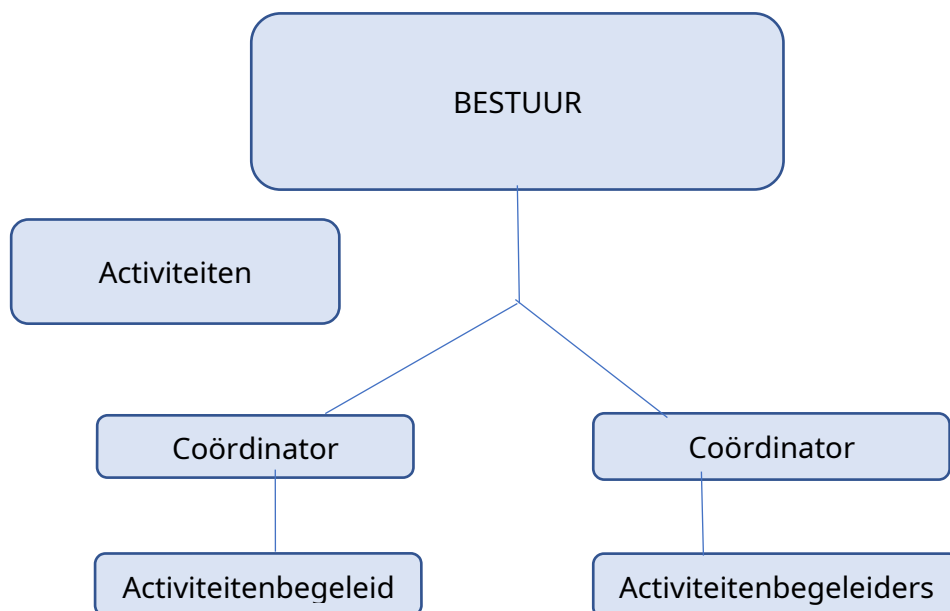 BESTUUR
Activiteiten
Coördinator
Coördinator
Activiteitenbegeleid
Activiteitenbegeleiders